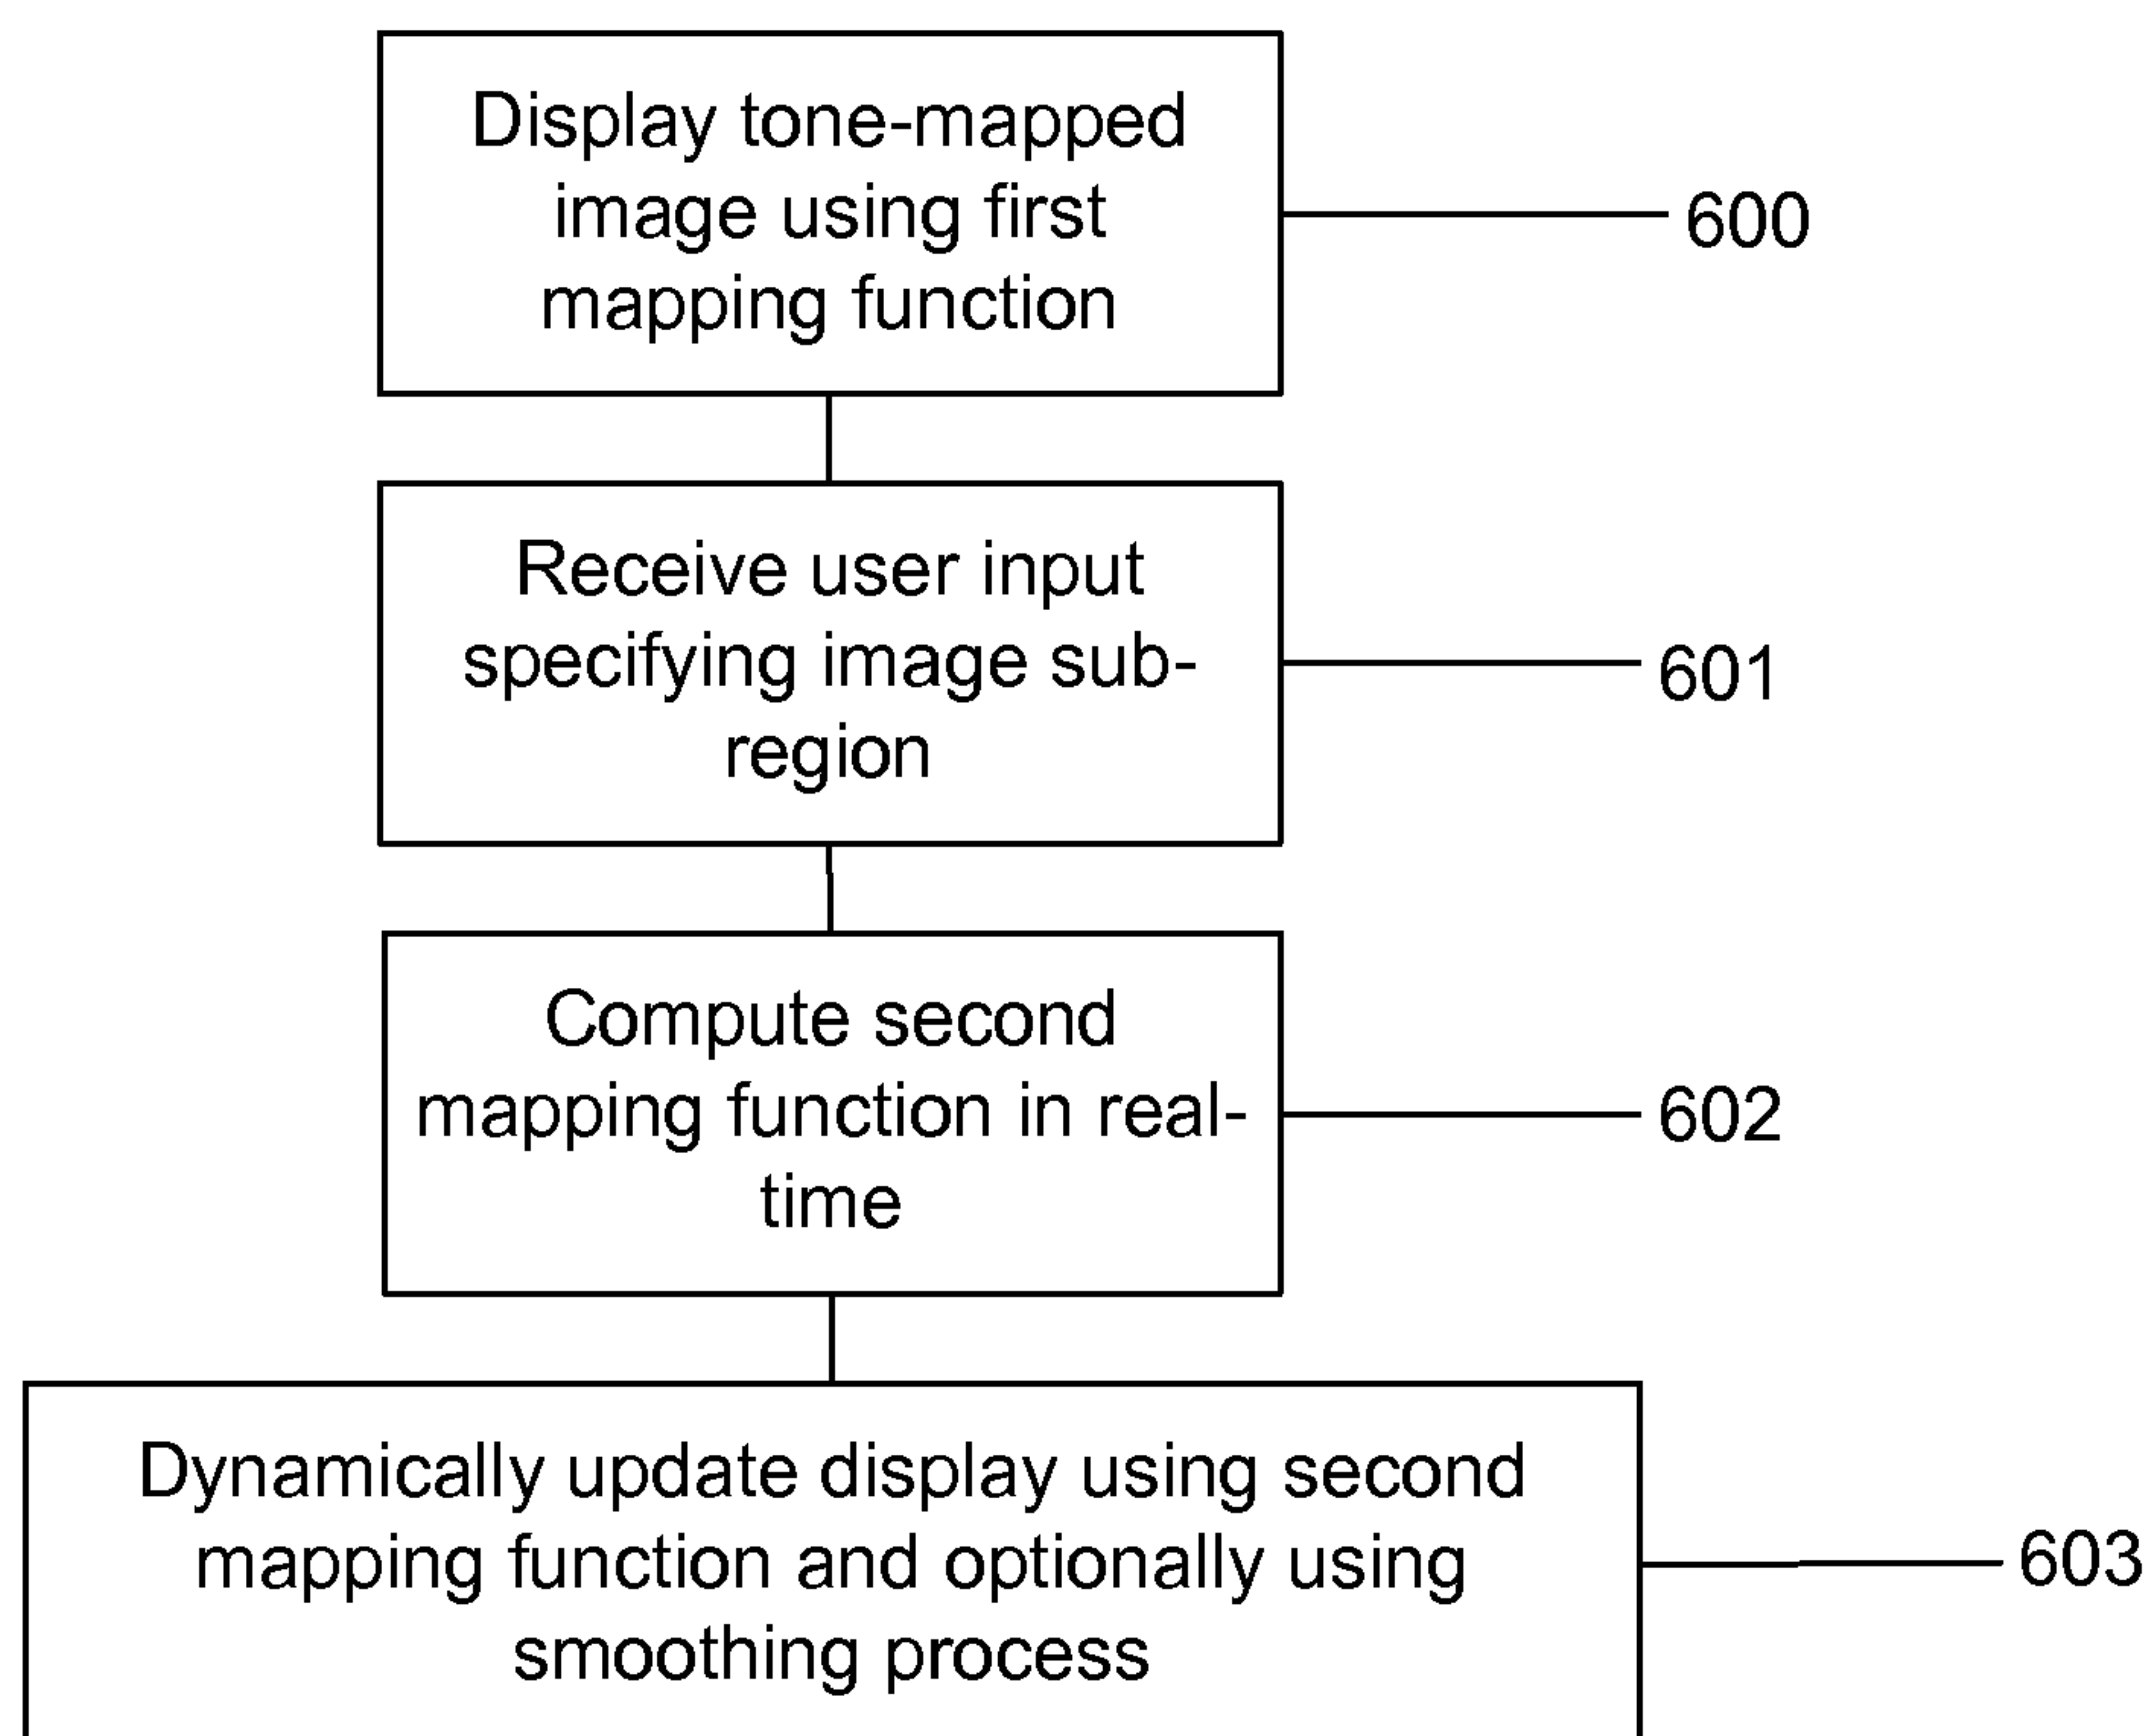 Display tone-mapped
image using first
mapping function
600
Receive user input
specifying image sub-
region
601
Compute second
mapping function in real-
time
602
Dynamically update display using second
mapping function and optionally using
smoothing process
603